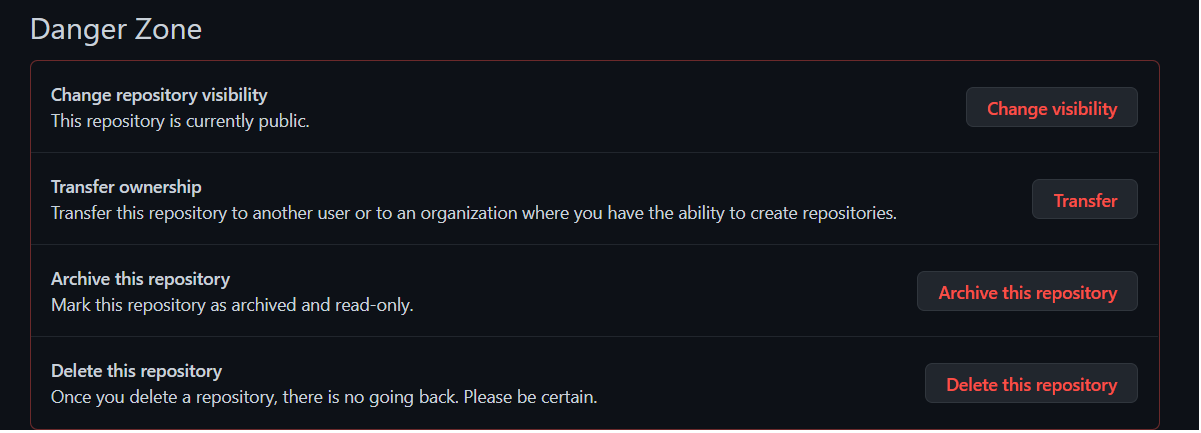 Danger Zone
Change repository visibility
This repository is currently public.
Change visibility
Transfer ownership
Transfer this repository to another user or to an organization where you have the ability to create repositories.
Transfer
Archive this repository
Mark this repository as archived and read-only.
Archive this repository
Delete this repository
Once you delete a repository, there is no going back. Please be certain.
Delete this repository